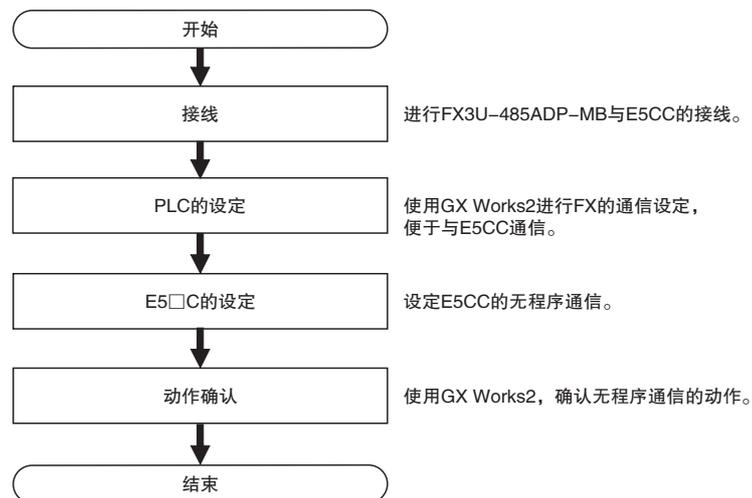 开始
接线
进行FX3U-485ADP-MB与E5CC的接线。
PLC的设定
使用GX Works2进行FX的通信设定，
便于与E5CC通信。
E5□C的设定
设定E5CC的无程序通信。
动作确认
使用GX Works2，确认无程序通信的动作。
结束